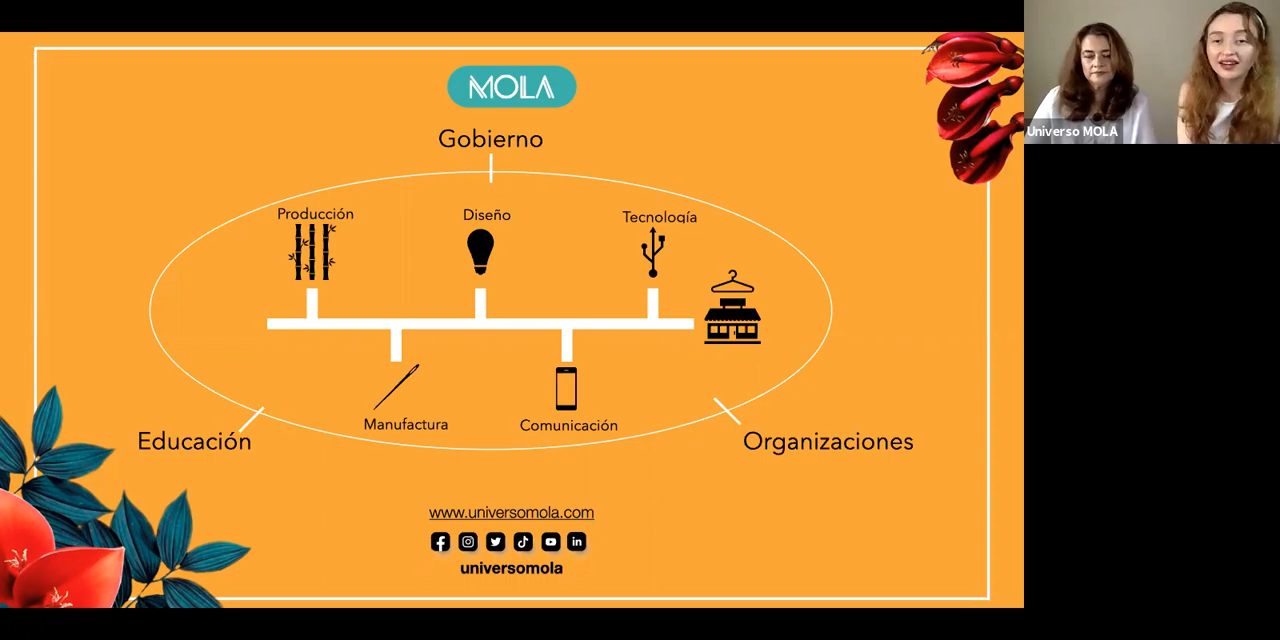 MOLA
Universo MOLA
Gobierno
Producción
Diseño
Tecnología
Manufactura
Comunicación
Educación
Organizaciones
www.universomola.com
universomola